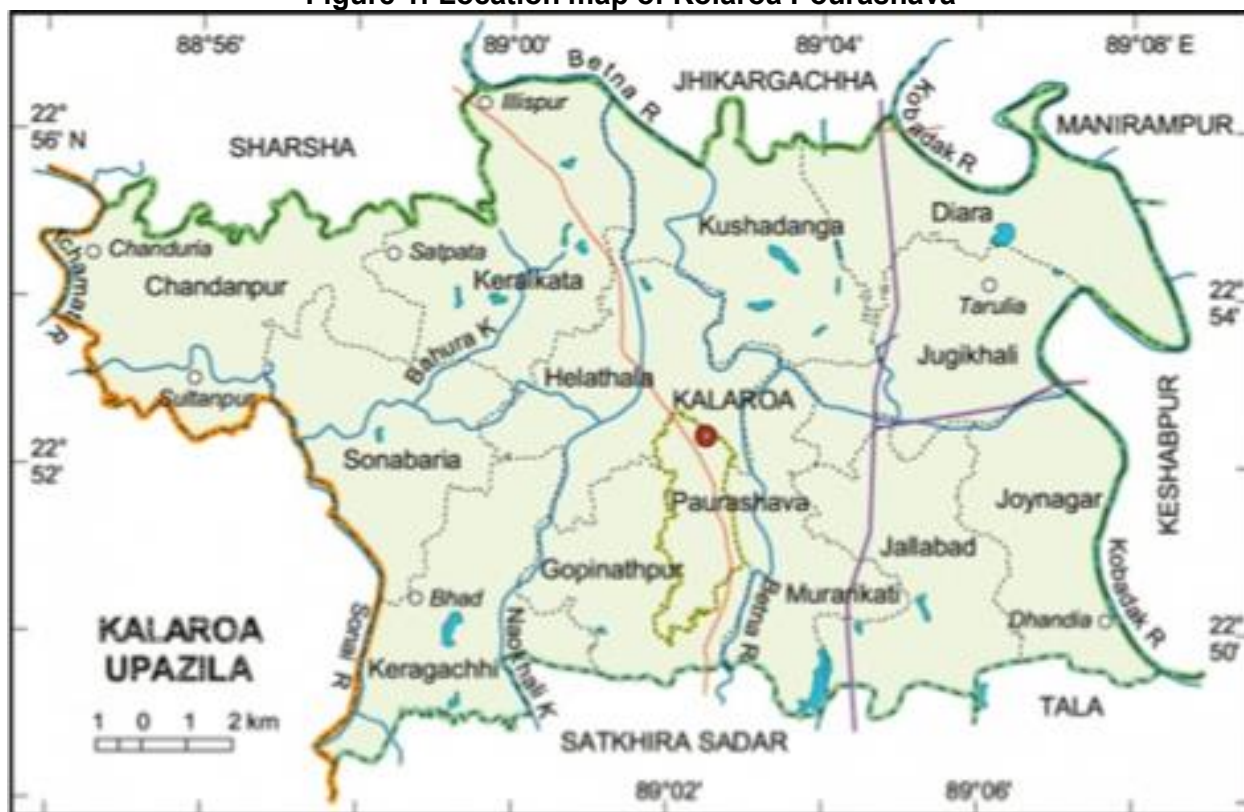 Figure 1: Location map of Kolaroa Pourashava
88°56'
89°00'
89°04'
89°08' E
22°
56' N
SHARSHA
Illispur
Betna R
JHIKARGACHHA
Kobadak R
MANIRAMPUR
Ichamati R
Chanduria
Chandanpur
Satpata
Keralkata
Kushadanga
Diara
Tarulia
22°
54'
Bahura K
Jugikhali
Sultanpur
Helathala
KALAROA
KESHABPUR
22°
52'
Sonabaria
Paurashava
Joynagar
Gopinathpur
Jallabad
Bhad
Murarikati
Betna R
Dhandia
Kobadak R
22°
50'
KALAROA
UPAZILA
Sonai R
Keragachhi
Naokhali K
1 0 1 2 km
SATKHIRA SADAR
TALA
89°02'
89°06'